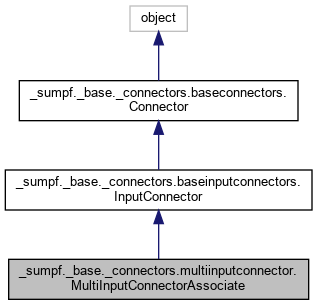 object
_sumpf._base._connectors.baseconnectors.
Connector
_sumpf._base._connectors.baseinputconnectors.
InputConnector
_sumpf._base._connectors.multiinputconnector.
MultiInputConnectorAssociate